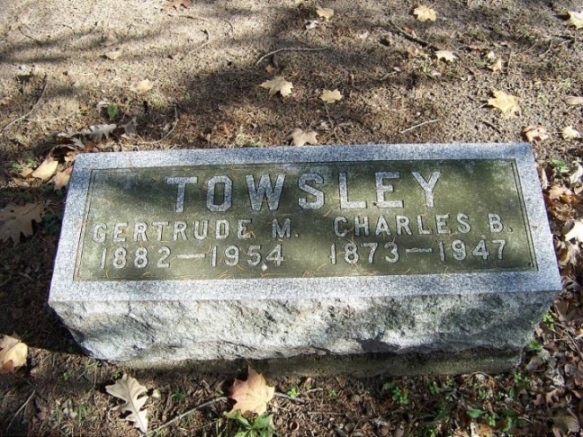 TOWSLEY
GERTRUDE M. CHARLES B.
1882—1954 1873—1947